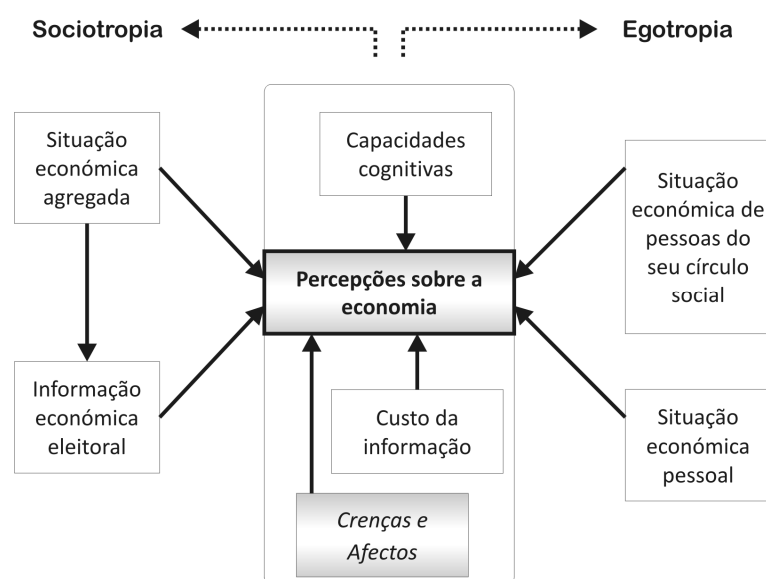 Sociotropia
Egotropia
Situação
económica
agregada
Capacidades
cognitivas
Situação
económica de
pessoas do
seu círculo
social
Percepções sobre a
economia
Informação
económica
eleitoral
Custo da
informação
Situação
económica
pessoal
Crenças e
Afectos